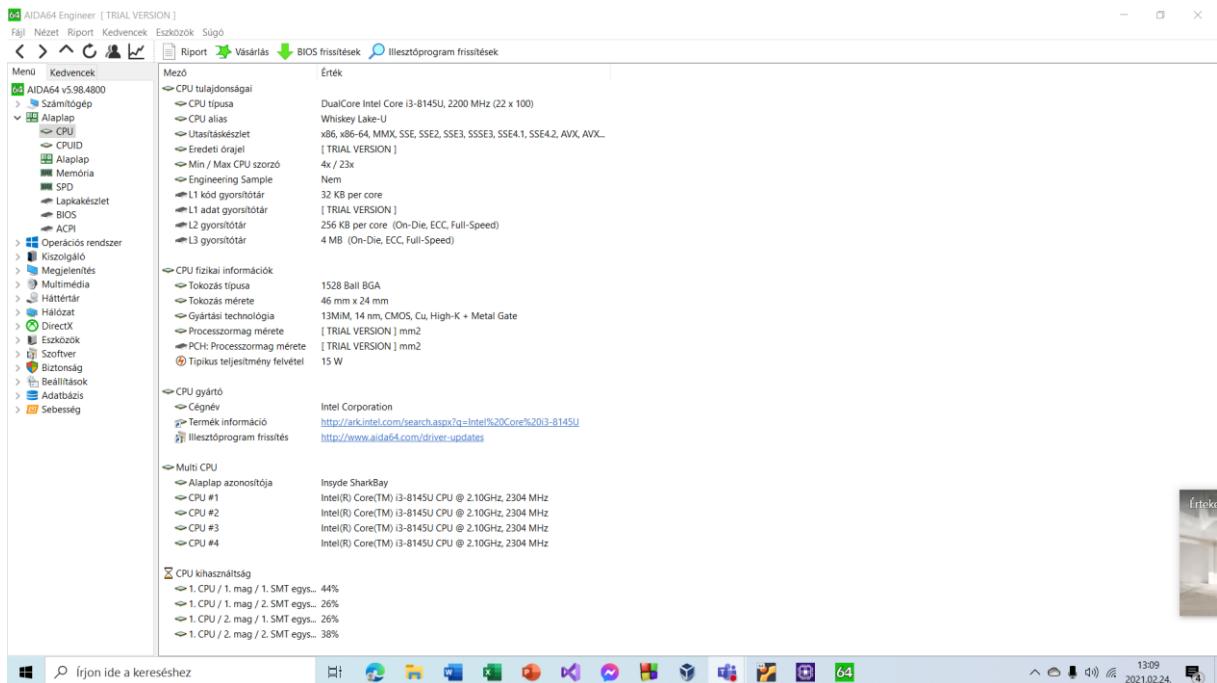 64 AIDA64 Engineer [ TRIAL VERSION ]
Fájl Nézet Riport Kedvencek Eszközök Súgó
Riport Vásárlás BIOS frissítések Illesztőprogram frissítések
Menü Kedvencek
64 AIDA64 v5.98.4800
Számítógép
Alaplap
CPU
CPUID
Alaplap
Memória
SPD
Lapkakészlet
BIOS
ACPI
Operációs rendszer
Kiszolgáló
Megjelenítés
Multimédia
Háttértár
Hálózat
DirectX
Eszközök
Szoftver
Biztonság
Beállítások
Adatbázis
Sebesség
Mező Érték
CPU tulajdonságai
CPU típusa DualCore Intel Core i3-8145U, 2200 MHz (22 x 100)
CPU alias Whiskey Lake-U
Utasításkészlet x86, x86-64, MMX, SSE, SSE2, SSE3, SSSE3, SSE4.1, SSE4.2, AVX, AVX...
Eredeti órajel [ TRIAL VERSION ]
Min / Max CPU szorzó 4x / 23x
Engineering Sample Nem
L1 kód gyorsítótár 32 KB per core
L1 adat gyorsítótár [ TRIAL VERSION ]
L2 gyorsítótár 256 KB per core (On-Die, ECC, Full-Speed)
L3 gyorsítótár 4 MB (On-Die, ECC, Full-Speed)
CPU fizikai információk
Tokozás típusa 1528 Ball BGA
Tokozás mérete 46 mm x 24 mm
Gyártási technológia 13MiM, 14 nm, CMOS, Cu, High-K + Metal Gate
Processzormag mérete [ TRIAL VERSION ] mm2
PCH: Processzormag mérete [ TRIAL VERSION ] mm2
Tipikus teljesítmény felvétel 15 W
CPU gyártó
Cégnév Intel Corporation
Termék információ http://ark.intel.com/search.aspx?q=Intel%20Core%20i3-8145U
Illesztőprogram frissítés http://www.aida64.com/driver-updates
Multi CPU
Alaplap azonosítója Insyde SharkBay
CPU #1 Intel(R) Core(TM) i3-8145U CPU @ 2.10GHz, 2304 MHz
CPU #2 Intel(R) Core(TM) i3-8145U CPU @ 2.10GHz, 2304 MHz
CPU #3 Intel(R) Core(TM) i3-8145U CPU @ 2.10GHz, 2304 MHz
CPU #4 Intel(R) Core(TM) i3-8145U CPU @ 2.10GHz, 2304 MHz
CPU kihasználtság
1. CPU / 1. mag / 1. SMT egys... 44%
1. CPU / 1. mag / 2. SMT egys... 26%
1. CPU / 2. mag / 1. SMT egys... 26%
1. CPU / 2. mag / 2. SMT egys... 38%
Írjon ide a kereséshez
64
13:09
2021.02.24.